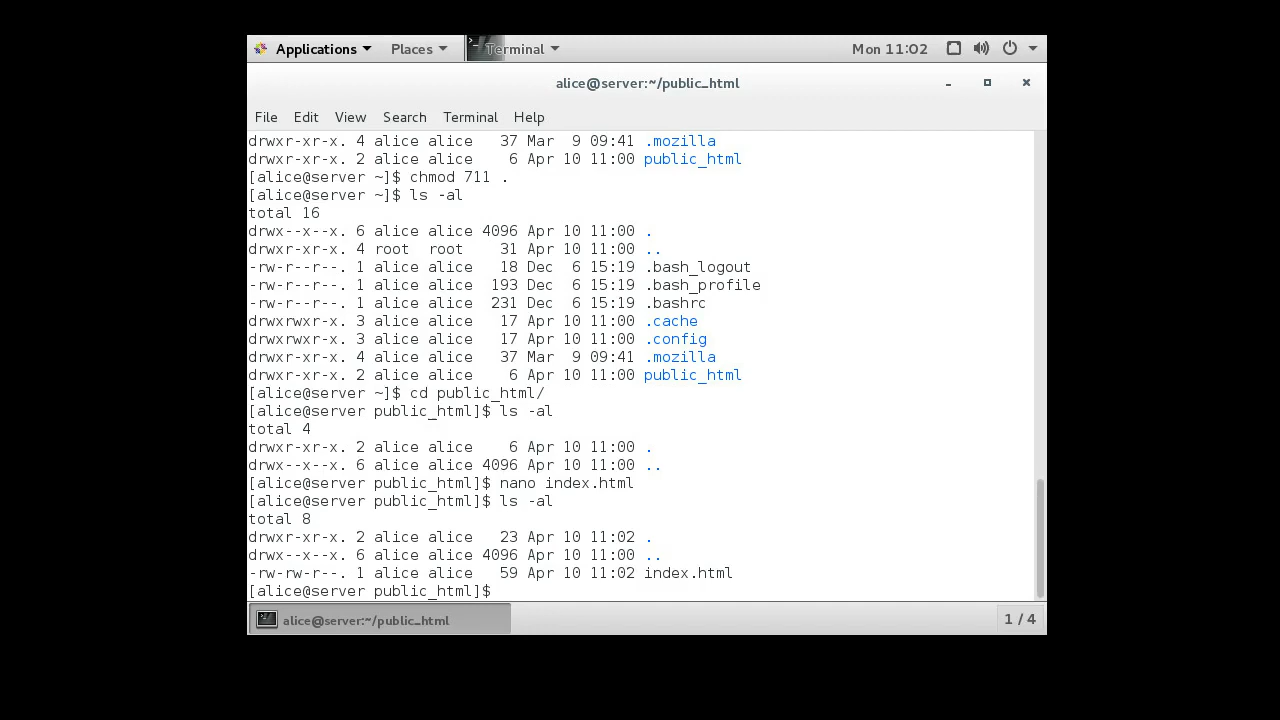 Applications Places Terminal Mon 11:02
alice@server:~/public_html
File Edit View Search Terminal Help
drwxr-xr-x. 4 alice alice   37 Mar  9 09:41 .mozilla
drwxr-xr-x. 2 alice alice    6 Apr 10 11:00 public_html
[alice@server ~]$ chmod 711 .
[alice@server ~]$ ls -al
total 16
drwx--x--x. 6 alice alice 4096 Apr 10 11:00 .
drwxr-xr-x. 4 root  root    31 Apr 10 11:00 ..
-rw-r--r--. 1 alice alice   18 Dec  6 15:19 .bash_logout
-rw-r--r--. 1 alice alice  193 Dec  6 15:19 .bash_profile
-rw-r--r--. 1 alice alice  231 Dec  6 15:19 .bashrc
drwxrwxr-x. 3 alice alice   17 Apr 10 11:00 .cache
drwxrwxr-x. 3 alice alice   17 Apr 10 11:00 .config
drwxr-xr-x. 4 alice alice   37 Mar  9 09:41 .mozilla
drwxr-xr-x. 2 alice alice    6 Apr 10 11:00 public_html
[alice@server ~]$ cd public_html/
[alice@server public_html]$ ls -al
total 4
drwxr-xr-x. 2 alice alice    6 Apr 10 11:00 .
drwx--x--x. 6 alice alice 4096 Apr 10 11:00 ..
[alice@server public_html]$ nano index.html
[alice@server public_html]$ ls -al
total 8
drwxr-xr-x. 2 alice alice   23 Apr 10 11:02 .
drwx--x--x. 6 alice alice 4096 Apr 10 11:00 ..
-rw-rw-r--. 1 alice alice   59 Apr 10 11:02 index.html
[alice@server public_html]$
alice@server:~/public_html 1 / 4